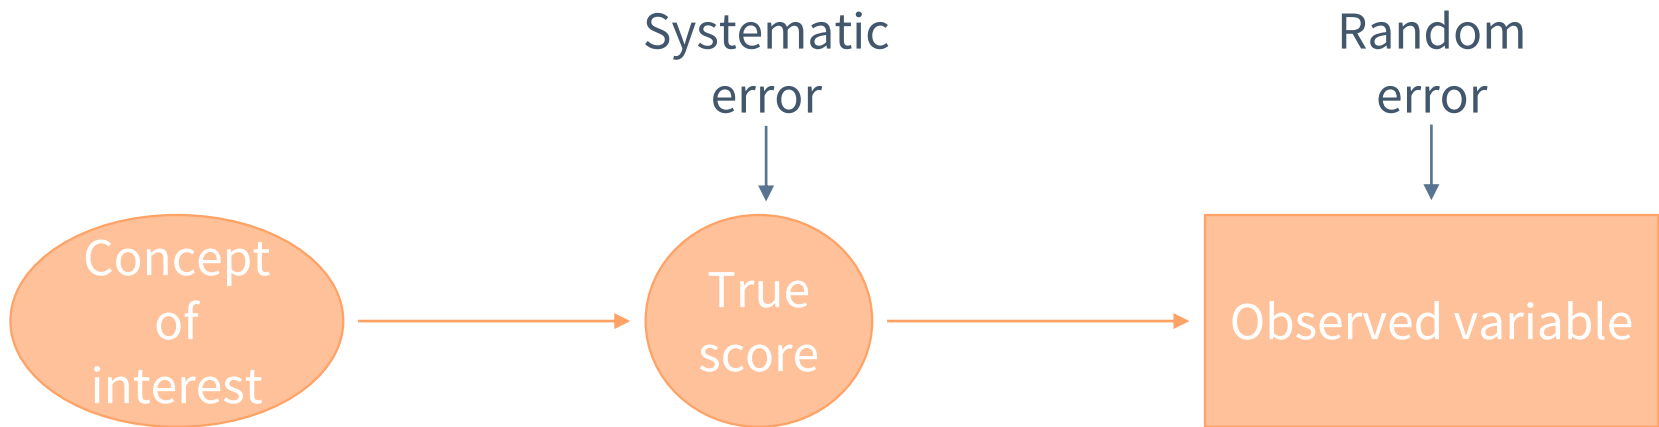 Systematic
error
Random
error
Concept
of
interest
True
score
Observed variable